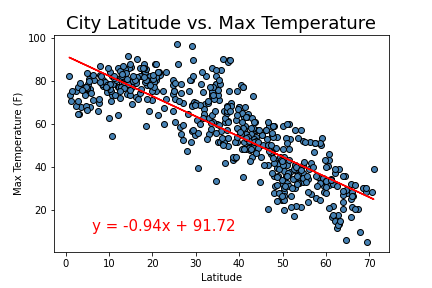 City Latitude vs. Max Temperature
100
80
60
40
20
Max Temperature (F)
y = -0.94x + 91.72
0 10 20 30 40 50 60 70
Latitude